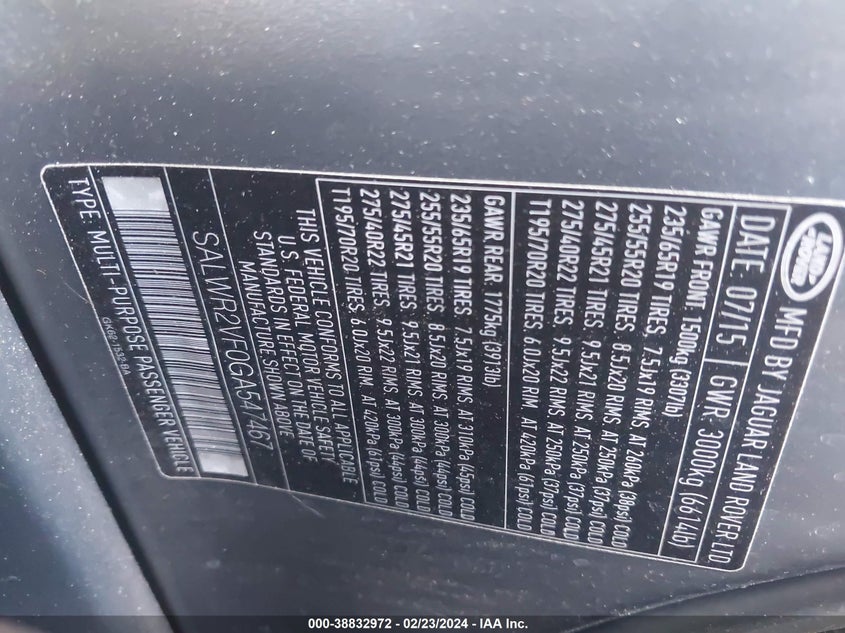 LAND
ROVER
MFD BY JAGUAR LAND ROVER LTD
DATE 07/15 GWR 3000kg (6614lb)
GAWR FRONT 1500kg (3302lb)
235/65R19 TIRES 7.5Jx19 RIMS AT 260kPa (38psi) COLD
255/55R20 TIRES 8.5Jx20 RIMS AT 250kPa (37psi) COLD
275/45R21 TIRES 9.5Jx21 RIMS AT 250kPa (37psi) COLD
275/40R22 TIRES 9.5Jx22 RIMS AT 250kPa (37psi) COLD
T195/70R20 TIRES 6.0Jx20 RIM AT 420kPa (61psi) COLD
GAWR REAR 1775kg (3913lb)
235/65R19 TIRES 7.5Jx19 RIMS AT 310kPa (45psi) COLD
255/55R20 TIRES 8.5Jx20 RIMS AT 300kPa (44psi) COLD
275/45R21 TIRES 9.5Jx21 RIMS AT 300kPa (44psi) COLD
275/40R22 TIRES 9.5Jx22 RIMS AT 300kPa (44psi) COLD
T195/70R20 TIRES 6.0Jx20 RIM AT 420kPa (61psi) COLD
THIS VEHICLE CONFORMS TO ALL APPLICABLE
U.S. FEDERAL MOTOR VEHICLE SAFETY
STANDARDS IN EFFECT ON THE DATE OF
MANUFACTURE SHOWN ABOVE
SALWR2VF0GA547467
TYPE: MULTI-PURPOSE PASSENGER VEHICLE
000-38832972 - 02/23/2024 - IAA Inc.